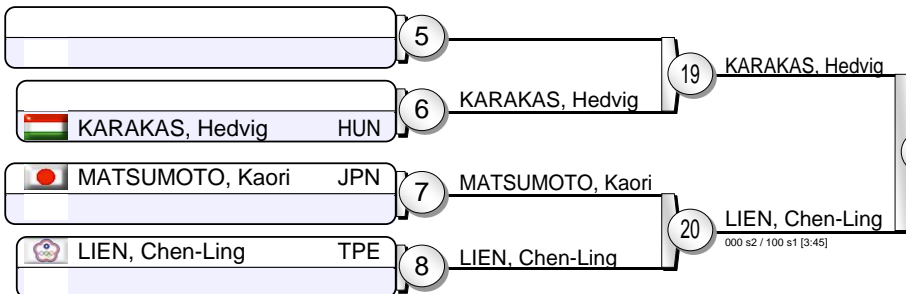 5
19
KARAKAS, Hedvig
6
KARAKAS, Hedvig
KARAKAS, Hedvig HUN
MATSUMOTO, Kaori JPN
7
MATSUMOTO, Kaori
20
LIEN, Chen-Ling
000 s2 / 100 s1 [3:45]
LIEN, Chen-Ling TPE
8
LIEN, Chen-Ling